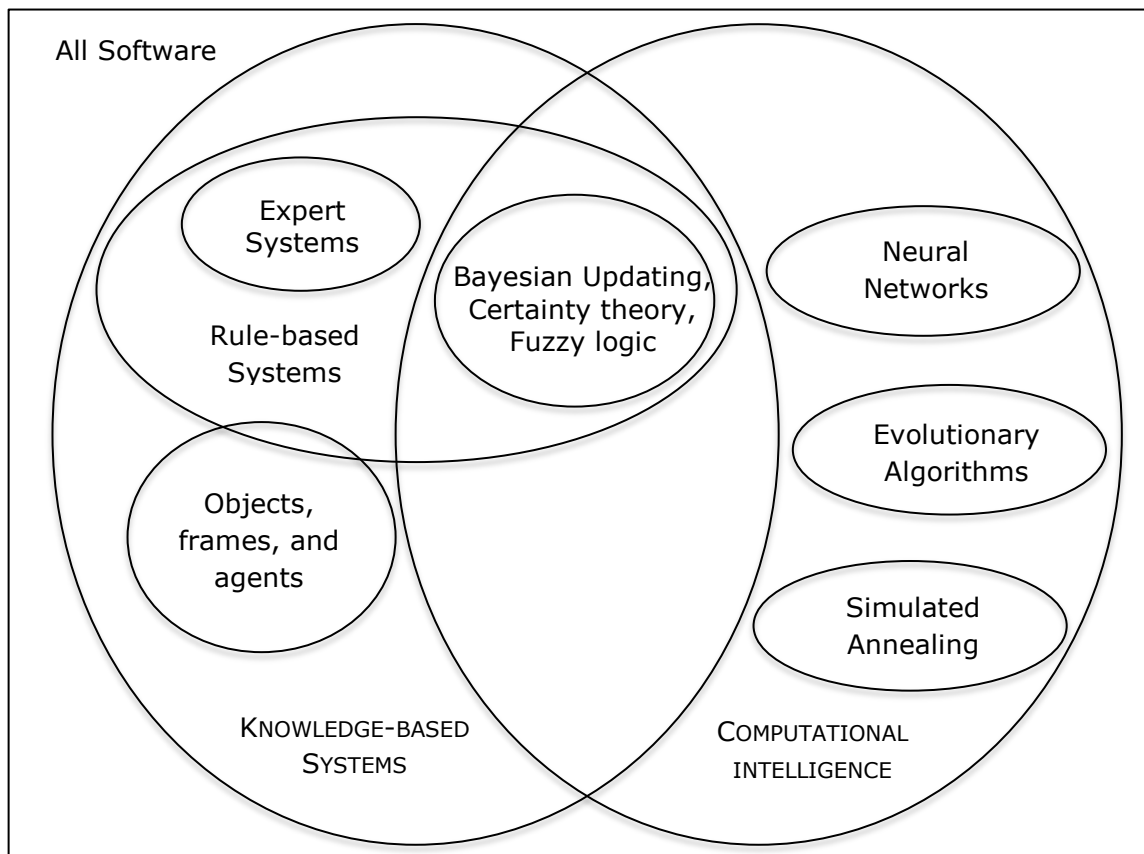 All Software
Expert
Systems
Bayesian Updating,
Certainty theory,
Fuzzy logic
Rule-based
Systems
Neural
Networks
Evolutionary
Algorithms
Objects,
frames, and
agents
Simulated
Annealing
KNOWLEDGE-BASED
SYSTEMS
COMPUTATIONAL
INTELLIGENCE